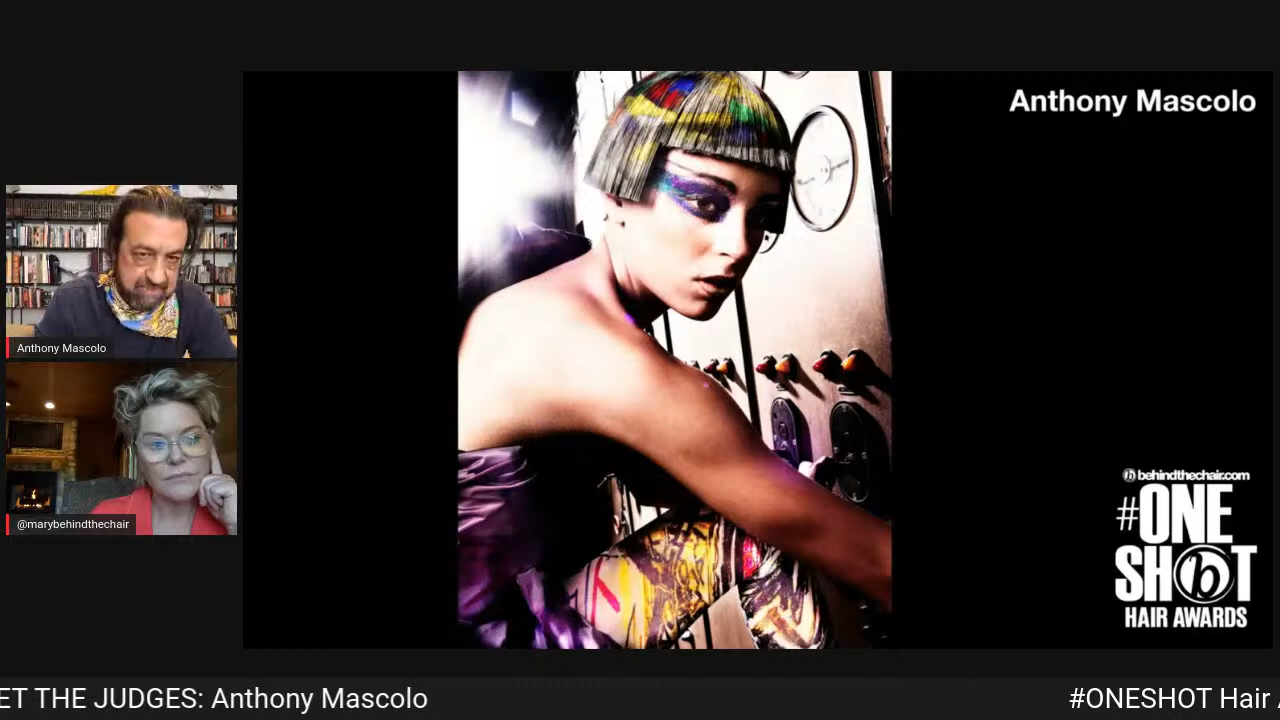 Anthony Mascolo
Anthony Mascolo
@marybehindthechair
behindthechair.com
#ONE
SHOT
HAIR AWARDS
ET THE JUDGES: Anthony Mascolo
#ONESHOT Hair